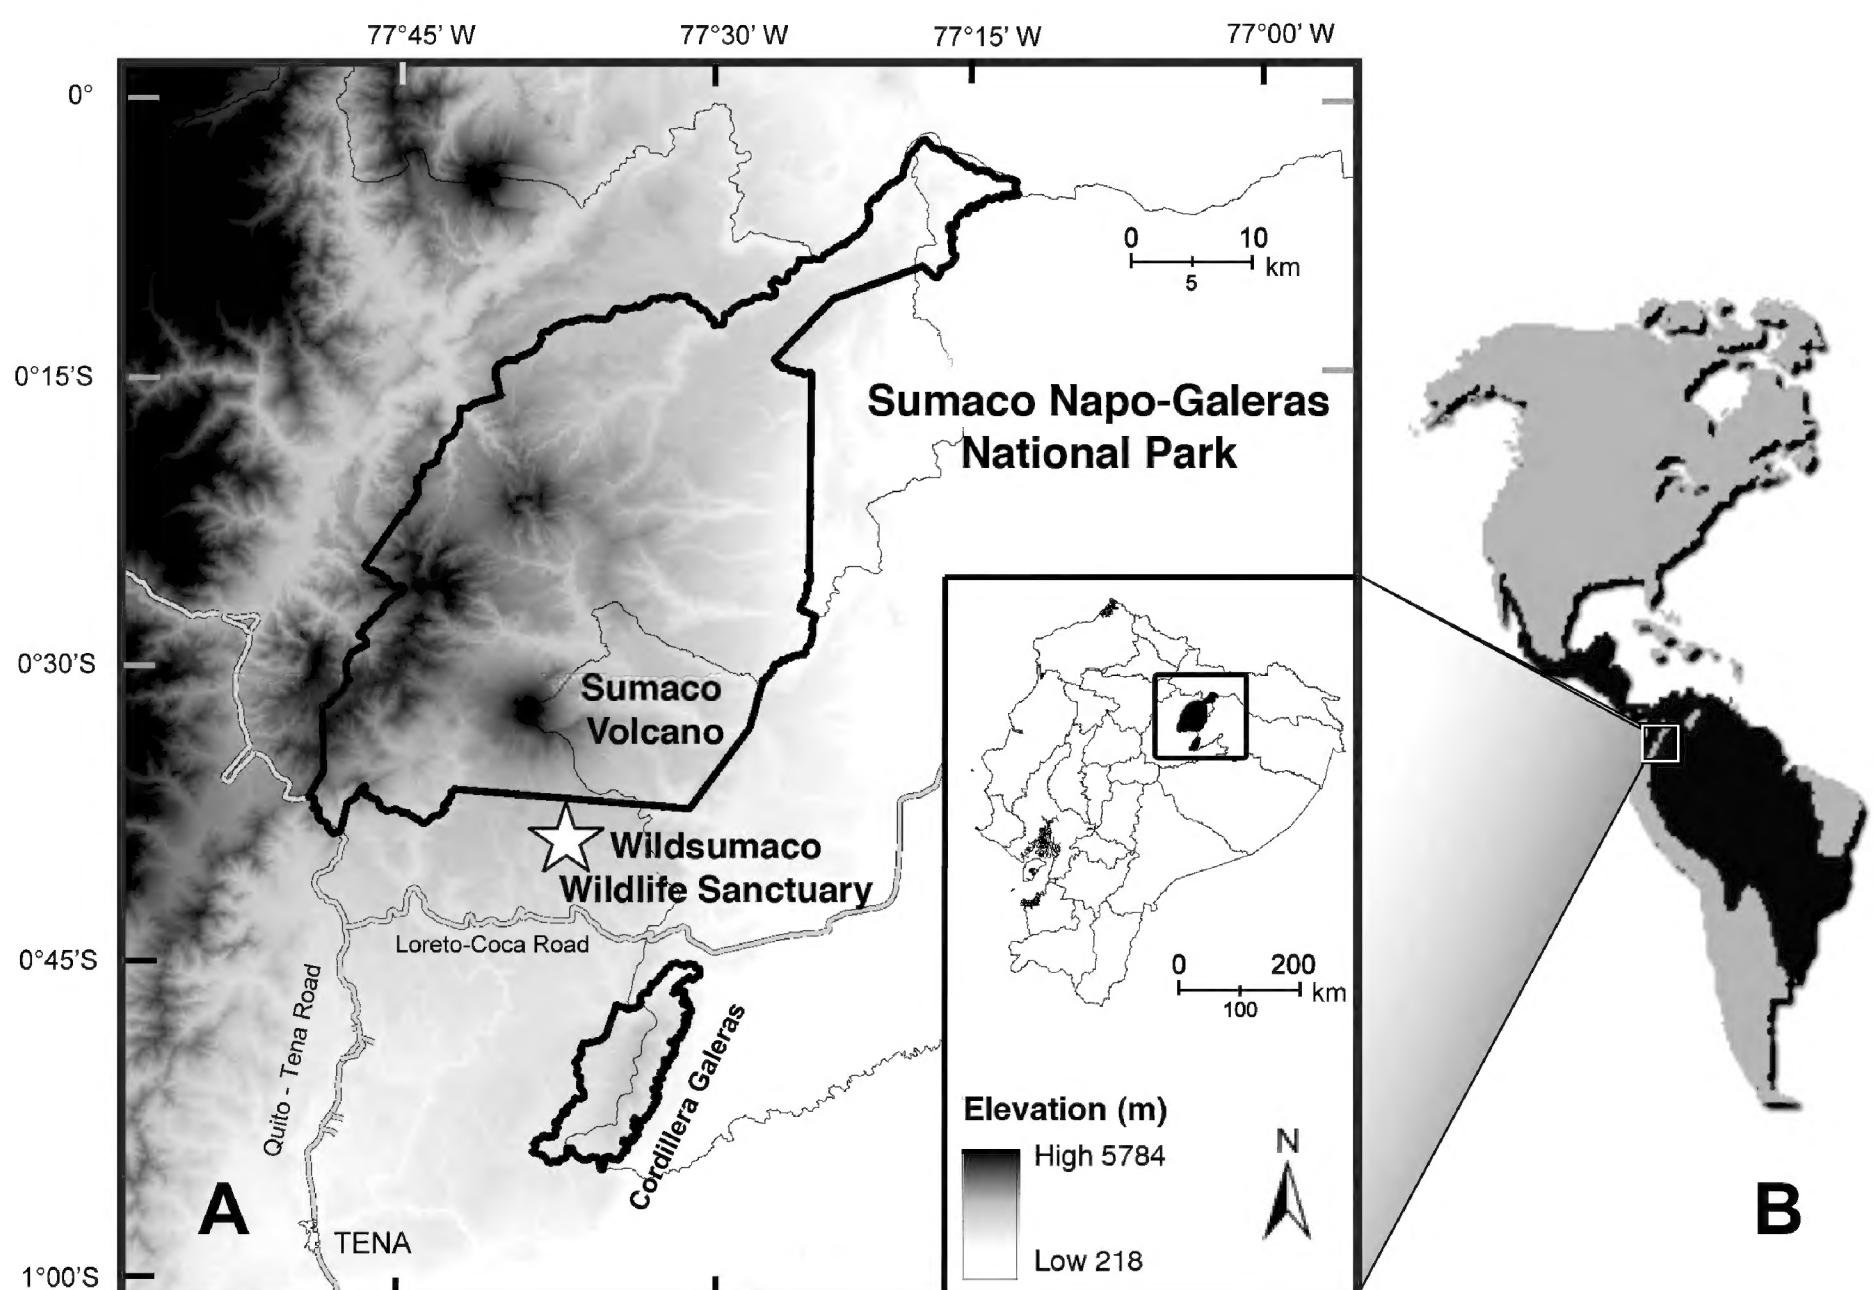 77°45' W
77°30' W
77°15' W
77°00' W
0°
0°15'S
0°30'S
0°45'S
1°00'S
0 10
5
km
Sumaco Napo-Galeras
National Park
Sumaco
Volcano
Wildsumaco
Wildlife Sanctuary
Loreto-Coca Road
Quito - Tena Road
Cordillera Galeras
TENA
A
0 200
100
km
Elevation (m)
High 5784
Low 218
N
B